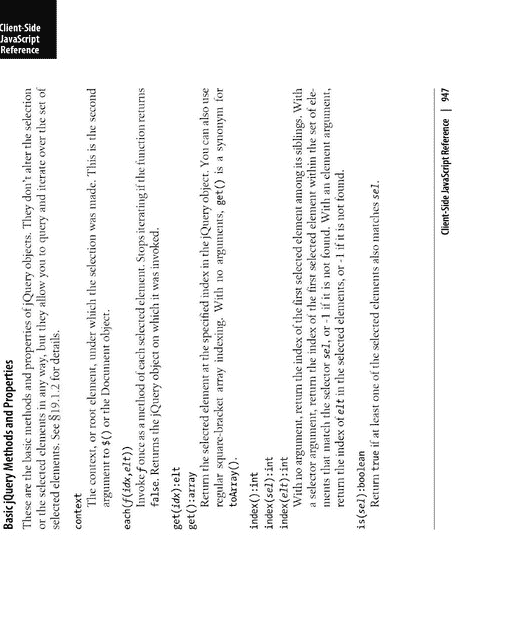 Client-Side
JavaScript
Reference
Basic jQuery Methods and Properties
These are the basic methods and properties of jQuery objects. They don't alter the selection
or the selected elements in any way, but they allow you to query and iterate over the set of
selected elements. See §19.1.2 for details.
context
The context, or root element, under which the selection was made. This is the second
argument to $() or the Document object.
each(f(idx,elt))
Invoke f once as a method of each selected element. Stops iterating if the function returns
false. Returns the jQuery object on which it was invoked.
get(idx):elt
get():array
Return the selected element at the specified index in the jQuery object. You can also use
regular square-bracket array indexing. With no arguments, get() is a synonym for
toArray().
index():int
index(sel):int
index(elt):int
With no argument, return the index of the first selected element among its siblings. With
a selector argument, return the index of the first selected element within the set of ele-
ments that match the selector sel, or -1 if it is not found. With an element argument,
return the index of elt in the selected elements, or -1 if it is not found.
is(sel):boolean
Return true if at least one of the selected elements also matches sel.
Client-Side JavaScript Reference | 947